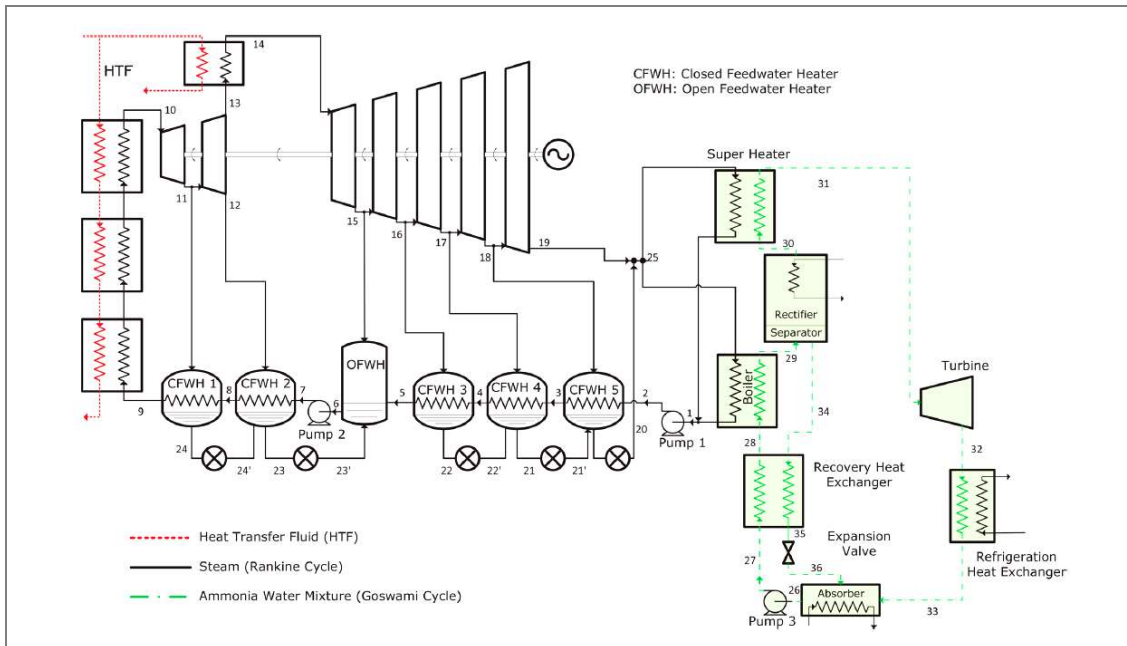 14
CFWH: Closed Feedwater Heater
OFWH: Open Feedwater Heater
HTF
13
10
Super Heater
31
11
12
15
16
17
18
19
25
30
Rectifier
Separator
29
Turbine
OFWH
CFWH 1
CFWH 2
CFWH 3
CFWH 4
CFWH 5
Boiler
34
9
8
7
6
5
4
3
2
1
20
Pump 2
Pump 1
28
32
24
24'
23
23'
22
22'
21
21'
Recovery Heat
Exchanger
35
Expansion
Valve
Refrigeration
Heat Exchanger
27
36
26
Absorber
33
Pump 3
Heat Transfer Fluid (HTF)
Steam (Rankine Cycle)
Ammonia Water Mixture (Goswami Cycle)